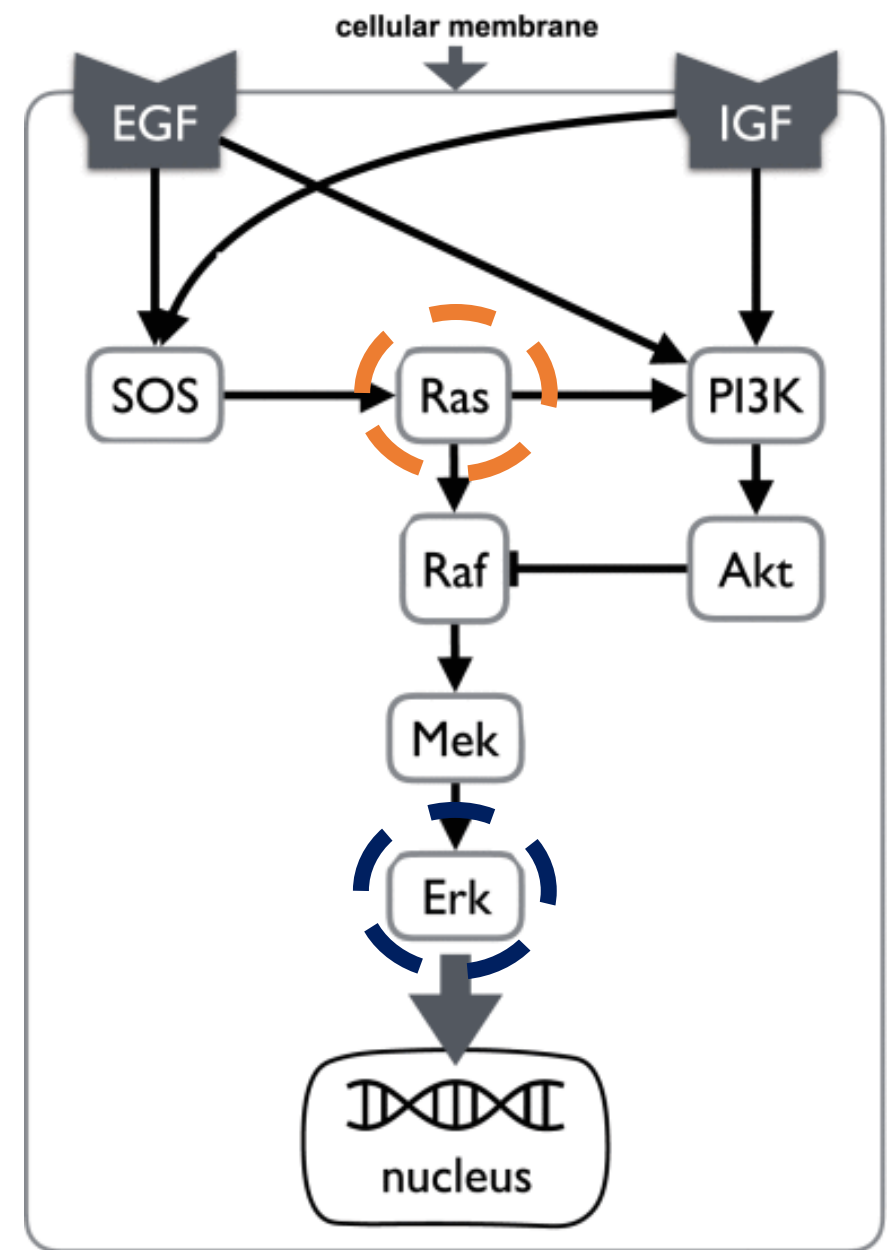 cellular membrane
EGF
IGF
SOS
Ras
PI3K
Raf
Akt
Mek
Erk
nucleus